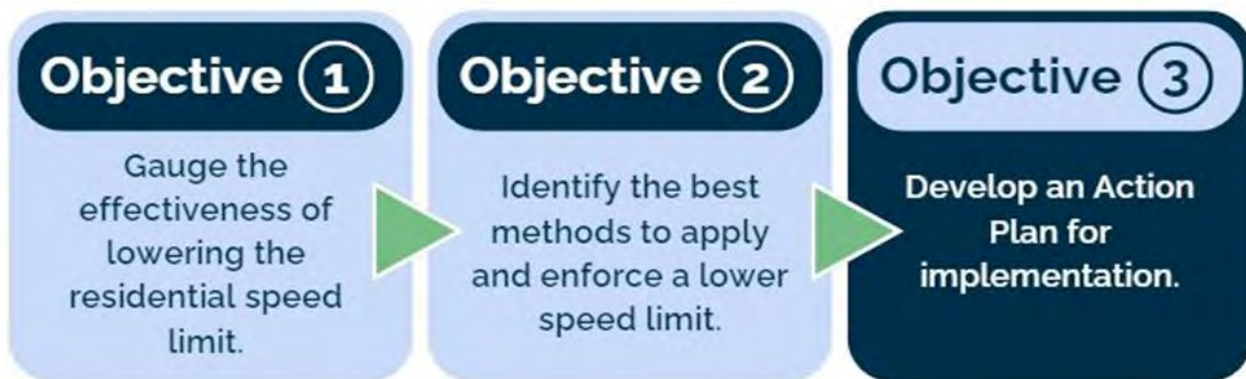 Objective 1
Gauge the
effectiveness of
lowering the
residential speed
limit.
Objective 2
Identify the best
methods to apply
and enforce a lower
speed limit.
Objective 3
Develop an Action
Plan for
implementation.